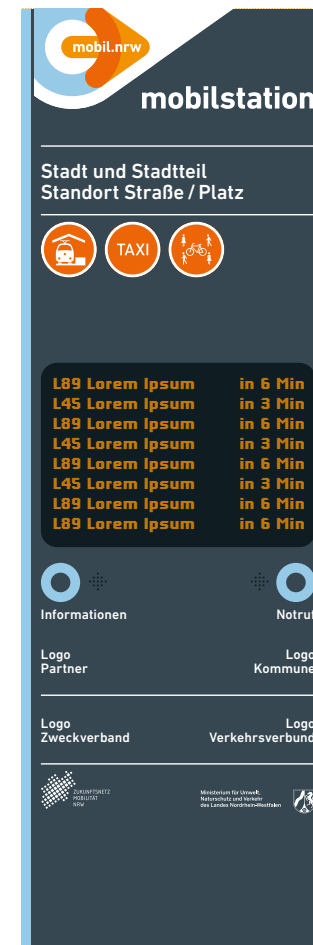 mobil.nrw
mobilstation
Stadt und Stadtteil
Standort Straße / Platz
TAXI
L89 Lorem Ipsum in 6 Min
L45 Lorem Ipsum in 3 Min
L89 Lorem Ipsum in 6 Min
L45 Lorem Ipsum in 3 Min
L89 Lorem Ipsum in 6 Min
L45 Lorem Ipsum in 3 Min
L89 Lorem Ipsum in 6 Min
L89 Lorem Ipsum in 6 Min
Informationen Notruf
Logo Logo
Partner Kommune
Logo Logo
Zweckverband Verkehrsverbund
ZUKUNFTSNETZ
MOBILITÄT
NRW
Ministerium für Umwelt,
Naturschutz und Verkehr
des Landes Nordrhein-Westfalen